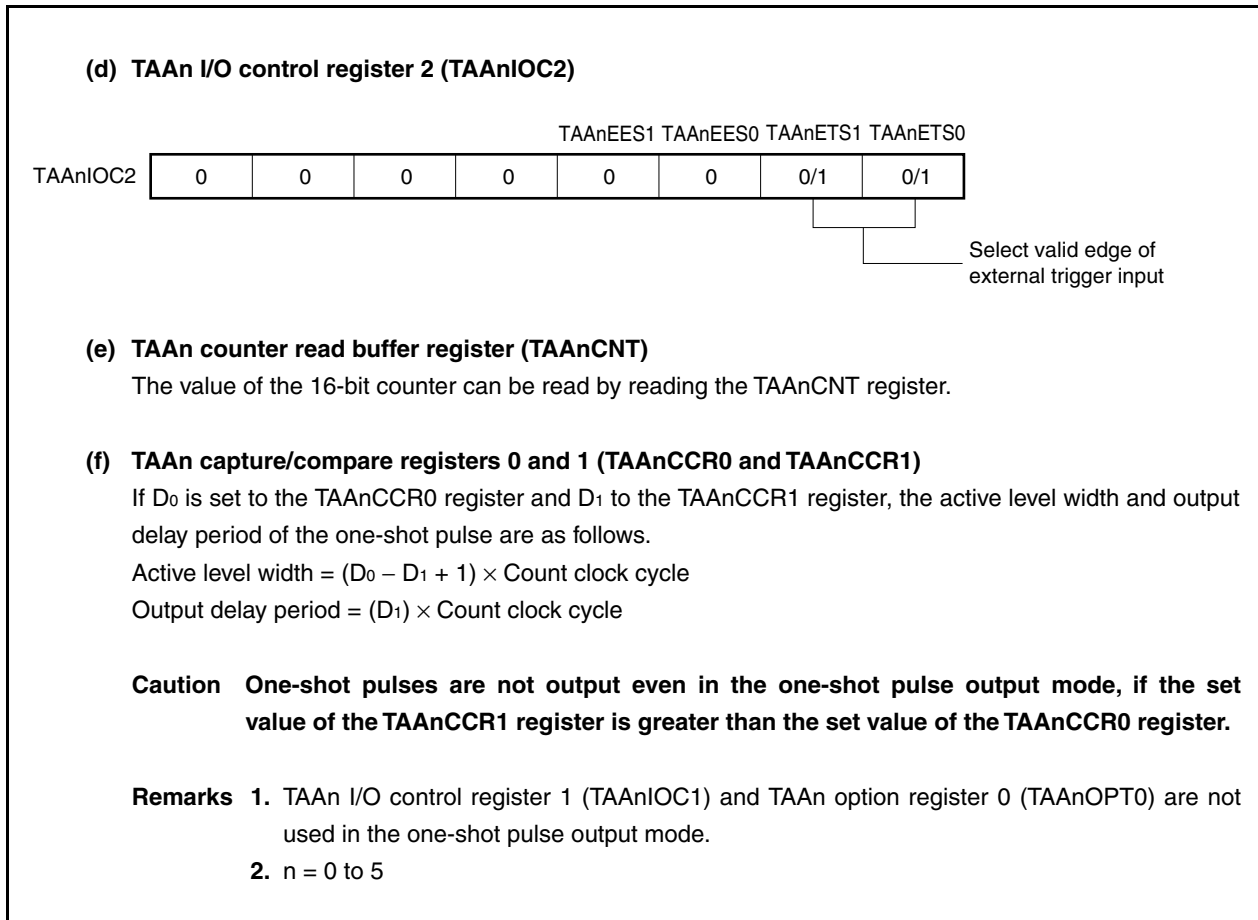 (d) TAAn I/O control register 2 (TAAnIOC2)
TAAnEES1 TAAnEES0 TAAnETS1 TAAnETS0
TAAnIOC2 0 0 0 0 0 0 0/1 0/1
Select valid edge of
external trigger input
(e) TAAn counter read buffer register (TAAnCNT)
The value of the 16-bit counter can be read by reading the TAAnCNT register.
(f) TAAn capture/compare registers 0 and 1 (TAAnCCR0 and TAAnCCR1)
If D0 is set to the TAAnCCR0 register and D1 to the TAAnCCR1 register, the active level width and output
delay period of the one-shot pulse are as follows.
Active level width = (D0 − D1 + 1) × Count clock cycle
Output delay period = (D1) × Count clock cycle
Caution One-shot pulses are not output even in the one-shot pulse output mode, if the set
value of the TAAnCCR1 register is greater than the set value of the TAAnCCR0 register.
Remarks 1. TAAn I/O control register 1 (TAAnIOC1) and TAAn option register 0 (TAAnOPT0) are not
used in the one-shot pulse output mode.
2. n = 0 to 5